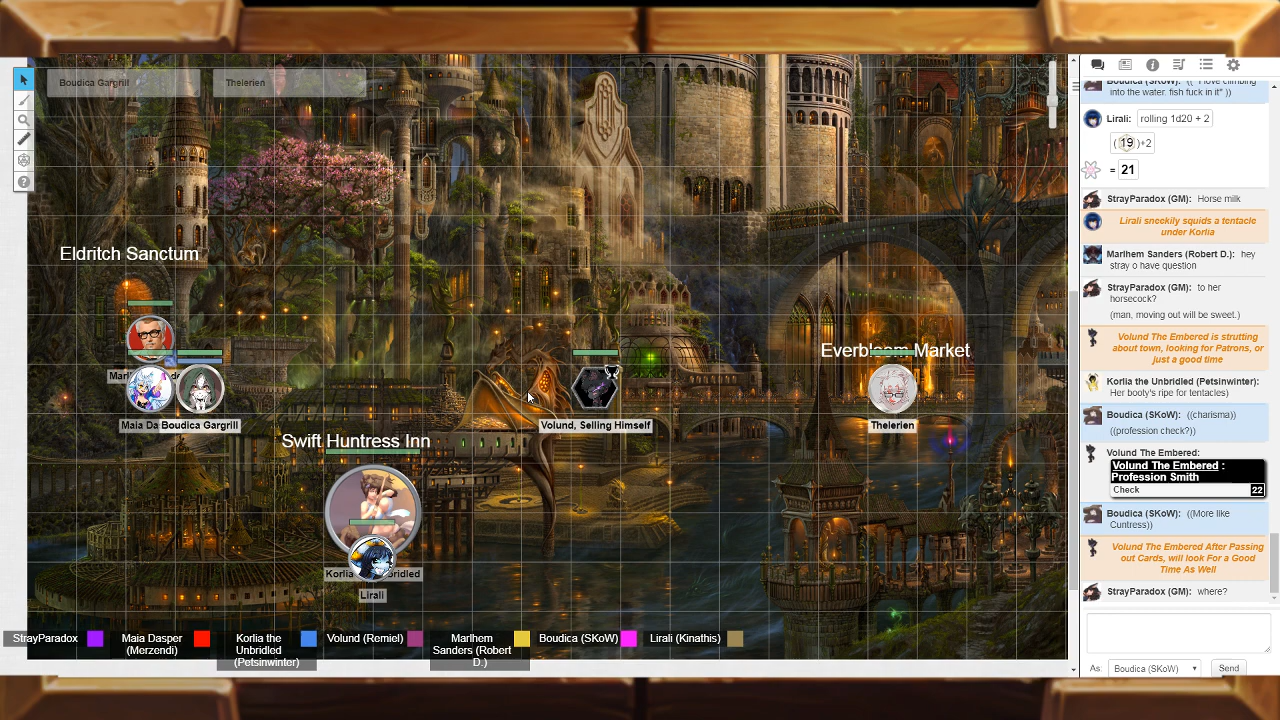 Boudica Gargrill
Thelerien
Eldritch Sanctum
Everbloom Market
Maia Da Boudica Gargrill
Volund, Selling Himself
Thelerien
Swift Huntress Inn
Lirali
StrayParadox
Maia Dasper
(Merzendi)
Korlia the
Unbridled
(Petsinwinter)
Volund (Remiel)
Marlhem
Sanders (Robert
D.)
Boudica (SKoW)
Lirali (Kinathis)
Boudica (SKoW): (( "I love climbing
into the water. fish fuck in it" ))
Lirali: rolling 1d20 + 2
(19)+2
= 21
StrayParadox (GM): Horse milk
Lirali sneekily squids a tentacle
under Korlia
Marlhem Sanders (Robert D.): hey
stray o have question
StrayParadox (GM): to her
horsecock?
(man, moving out will be sweet.)
Volund The Embered is strutting
about town, looking for Patrons, or
just a good time
Korlia the Unbridled (Petsinwinter):
Her booty's ripe for tentacles)
Boudica (SKoW): ((charisma))
((profession check?))
Volund The Embered:
Volund The Embered :
Profession Smith
Check 22
Boudica (SKoW): ((More like
Cuntress))
Volund The Embered After Passing
out Cards, will look For a Good
Time As Well
StrayParadox (GM): where?
As: Boudica (SKoW) Send